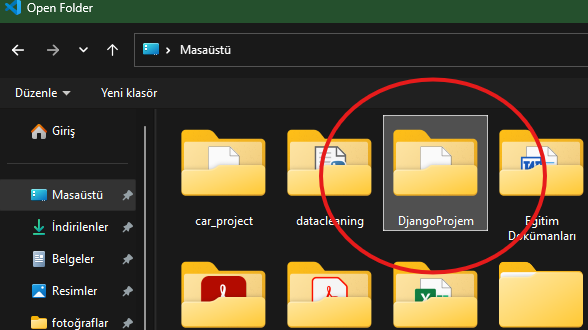 Open Folder
Masaüstü
Düzenle
Yeni klasör
Giriş
Masaüstü
İndirilenler
Belgeler
Resimler
fotoğraflar
car_project
datacleaning
DjangoProjem
Eğitim
Dokümanları